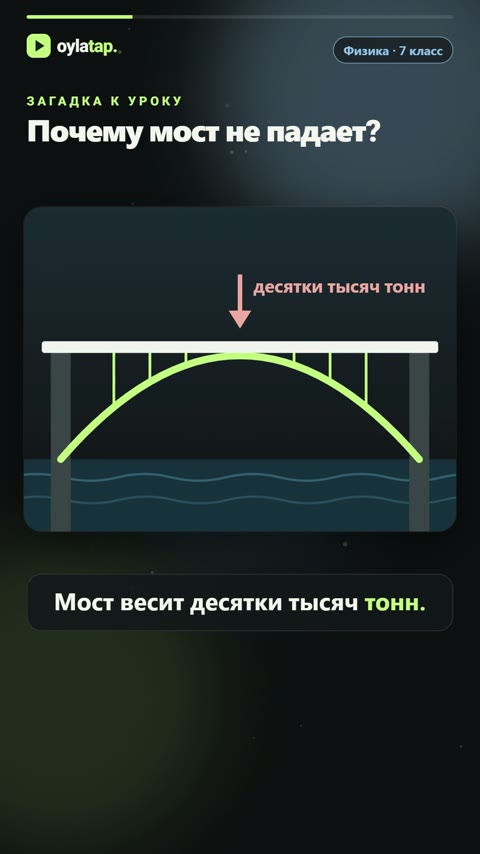 oylatap.
Физика · 7 класс
ЗАГАДКА К УРОКУ
Почему мост не падает?
десятки тысяч тонн
Мост весит десятки тысяч тонн.